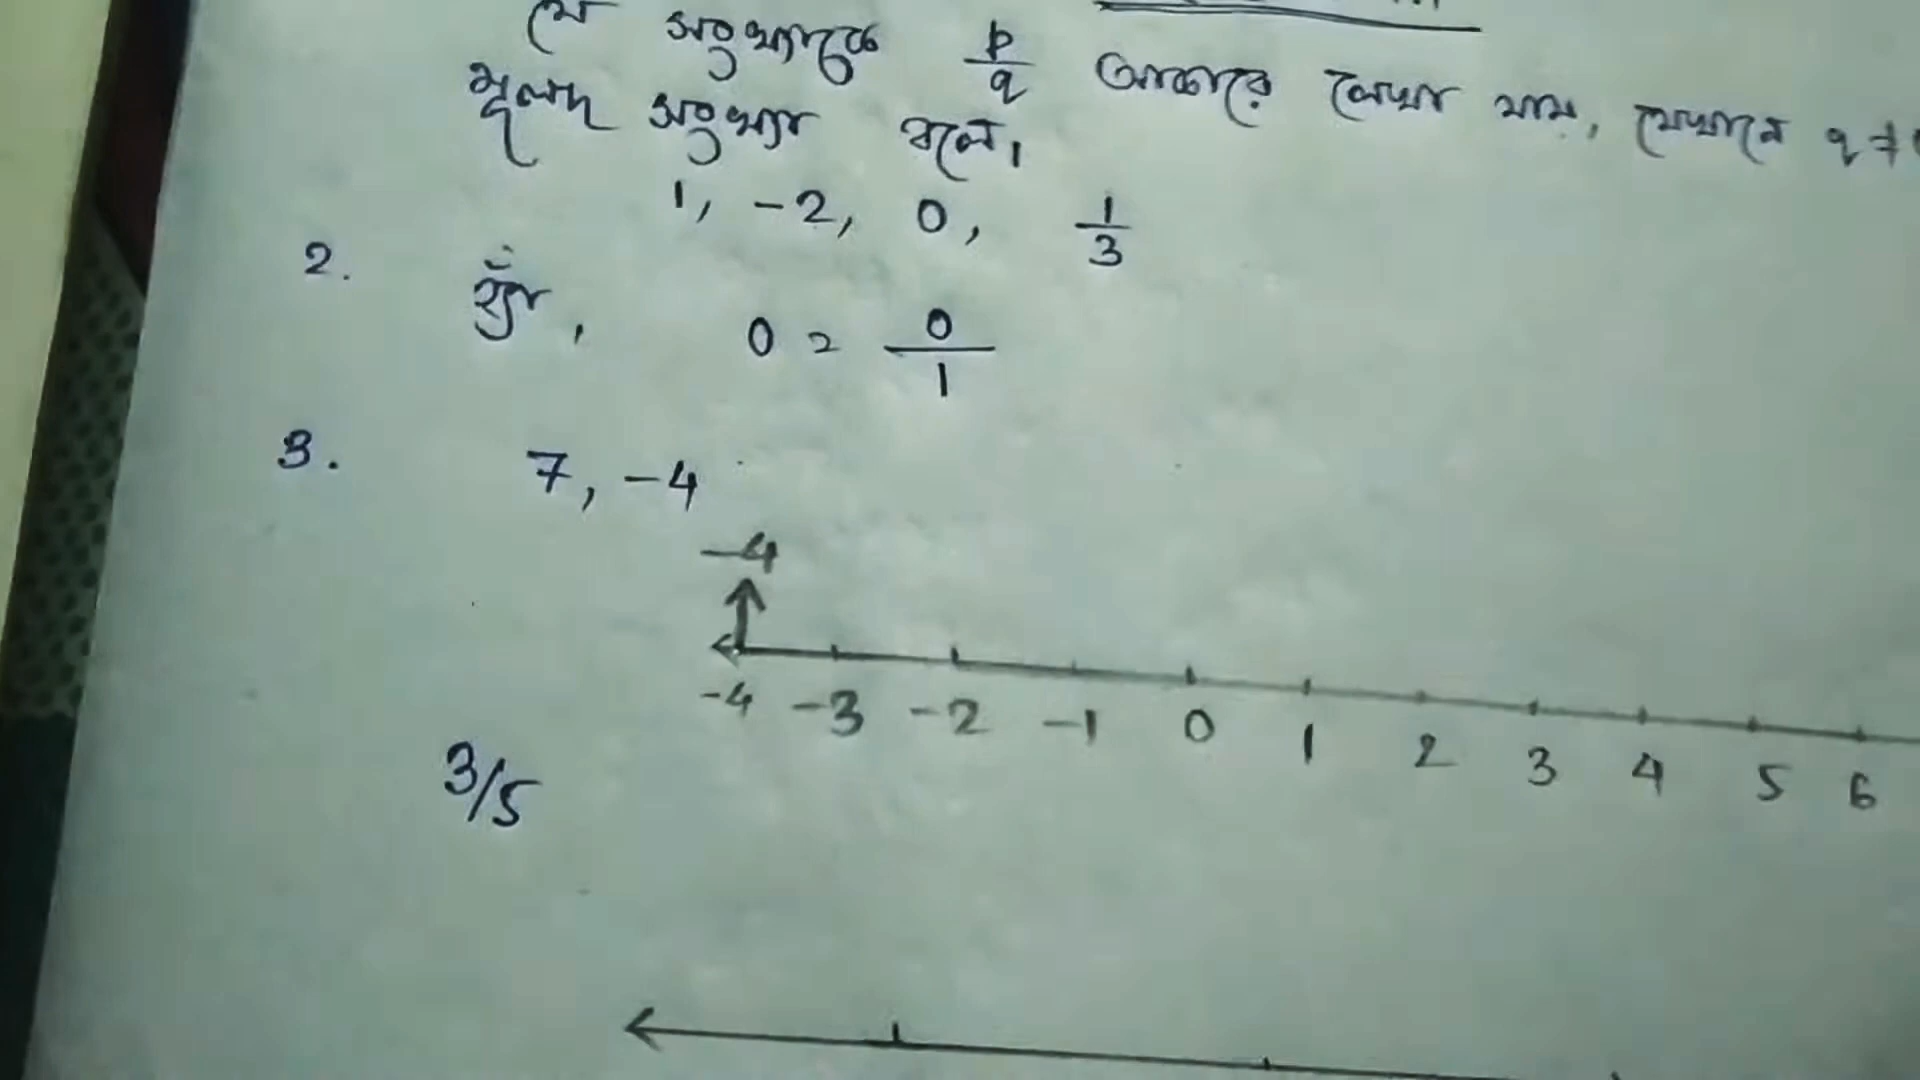 যে সংখ্যাকে p/q আকারে লেখা যায়, যেখানে q ≠
মূলদ সংখ্যা বলে।
1, -2, 0, 1/3
2. হ্যাঁ, 0 = 0/1
3. 7, -4
-4
-4 -3 -2 -1 0 1 2 3 4 5 6
3/5